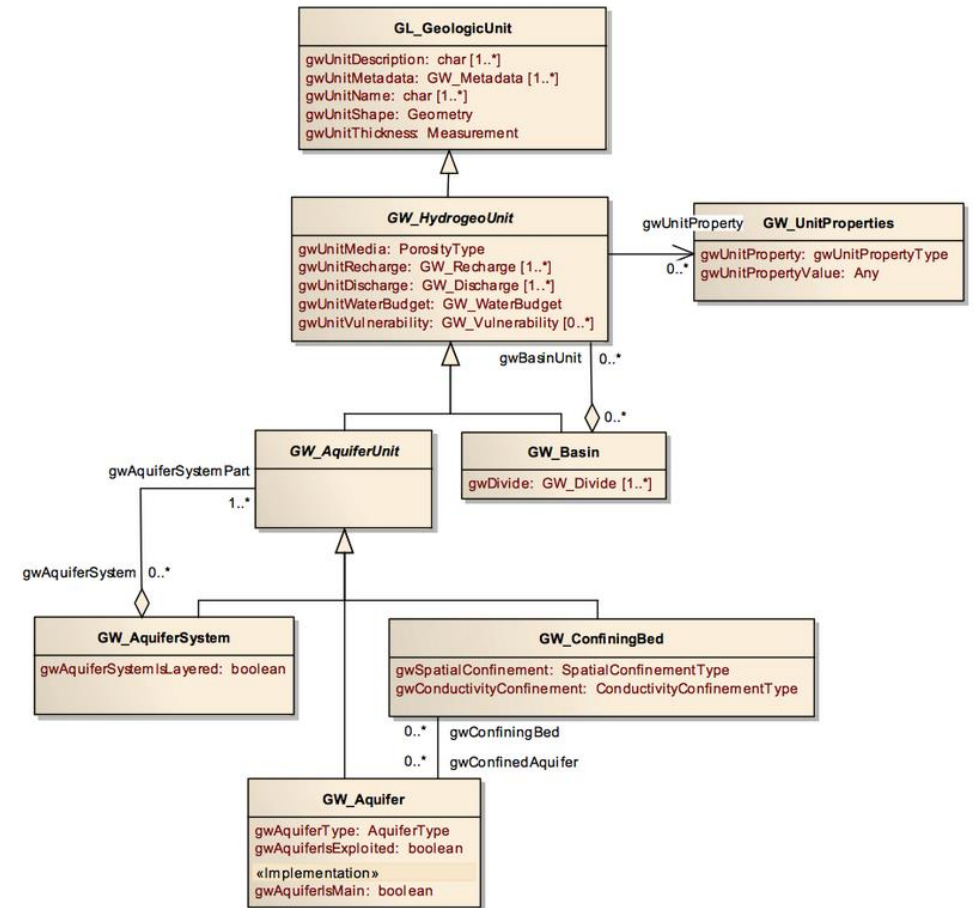 GL_GeologicUnit
gwUnitDescription: char [1..*]
gwUnitMetadata: GW_Metadata [1..*]
gwUnitName: char [1..*]
gwUnitShape: Geometry
gwUnitThickness: Measurement
GW_HydrogeoUnit
gwUnitMedia: PorosityType
gwUnitRecharge: GW_Recharge [1..*]
gwUnitDischarge: GW_Discharge [1..*]
gwUnitWaterBudget: GW_WaterBudget
gwUnitVulnerability: GW_Vulnerability [0..*]
gwUnitProperty
0..*
GW_UnitProperties
gwUnitProperty: gwUnitPropertyType
gwUnitPropertyValue: Any
gwBasinUnit 0..*
0..*
GW_AquiferUnit
GW_Basin
gwDivide: GW_Divide [1..*]
gwAquiferSystemPart
1..*
gwAquiferSystem 0..*
GW_AquiferSystem
gwAquiferSystemIsLayered: boolean
GW_ConfiningBed
gwSpatialConfinement: SpatialConfinementType
gwConductivityConfinement: ConductivityConfinementType
0..* gwConfiningBed
0..* gwConfinedAquifer
GW_Aquifer
gwAquiferType: AquiferType
gwAquiferIsExploited: boolean
«Implementation»
gwAquiferIsMain: boolean